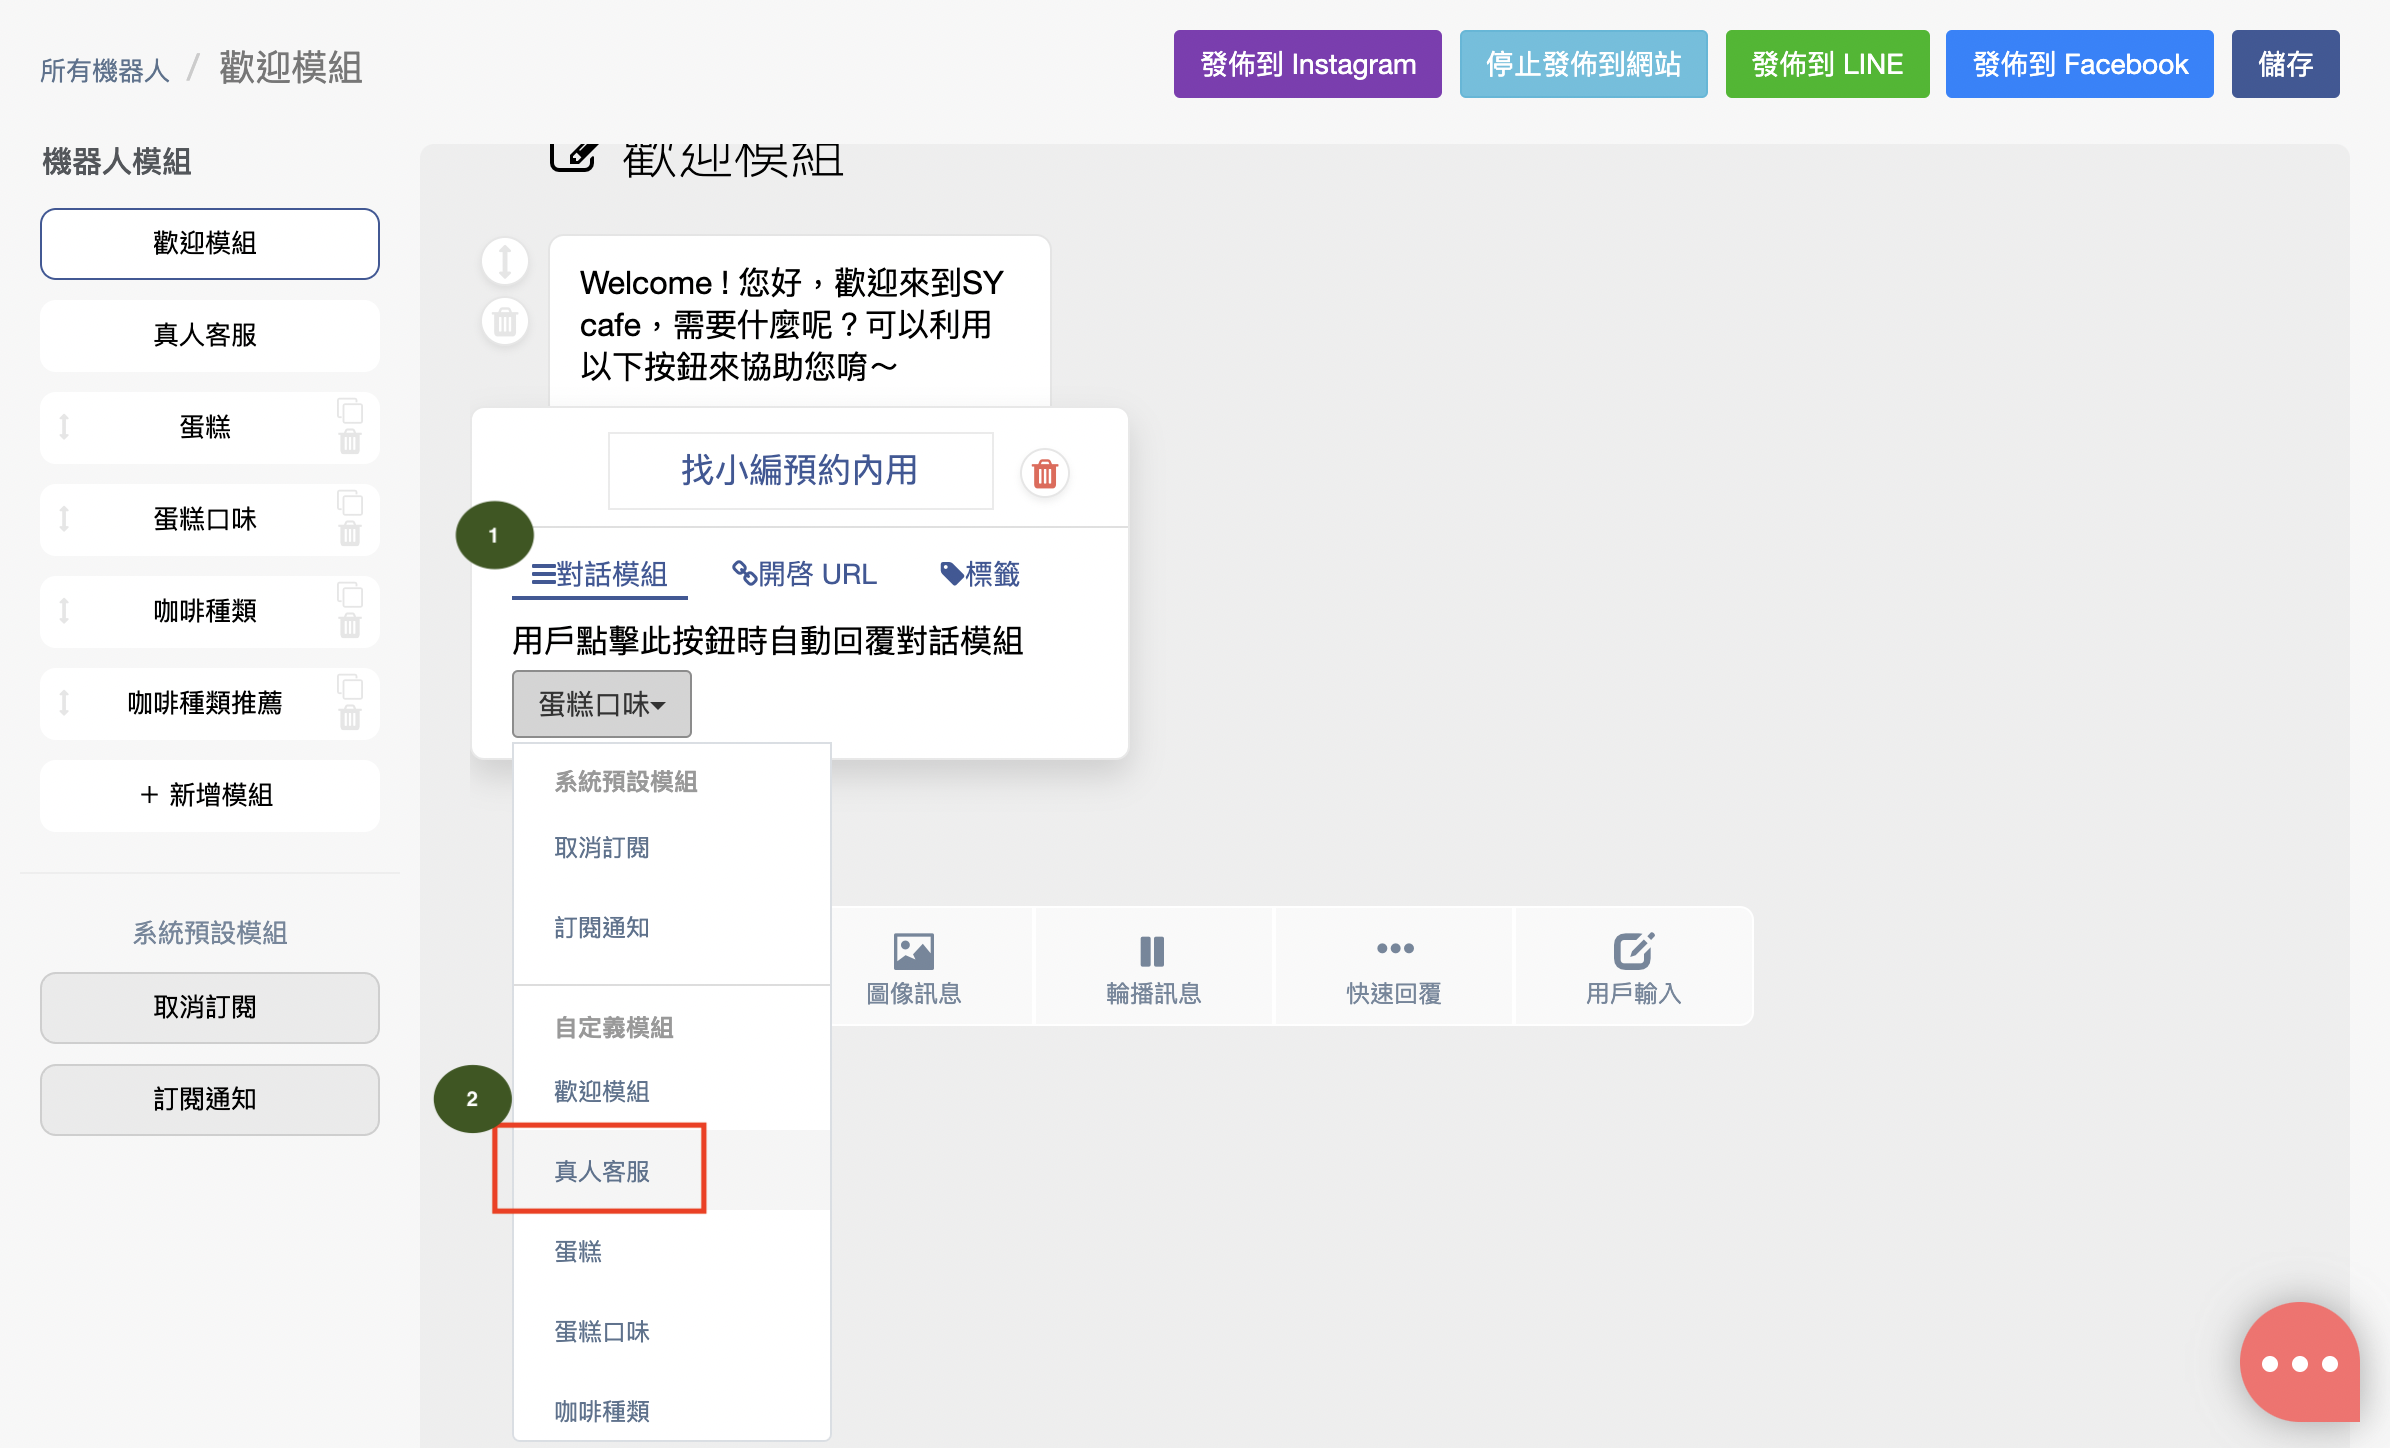 所有機器人 / 歡迎模組
發佈到 Instagram
停止發佈到網站
發佈到 LINE
發佈到 Facebook
儲存
機器人模組
歡迎模組
真人客服
蛋糕
蛋糕口味
咖啡種類
咖啡種類推薦
+ 新增模組
系統預設模組
取消訂閱
訂閱通知
歡迎模組
Welcome ! 您好，歡迎來到SY
cafe，需要什麼呢？可以利用
以下按鈕來協助您唷～
找小編預約內用
1
對話模組
開啓 URL
標籤
用戶點擊此按鈕時自動回覆對話模組
蛋糕口味
系統預設模組
取消訂閱
訂閱通知
自定義模組
歡迎模組
2
真人客服
蛋糕
蛋糕口味
咖啡種類
圖像訊息
輪播訊息
快速回覆
用戶輸入